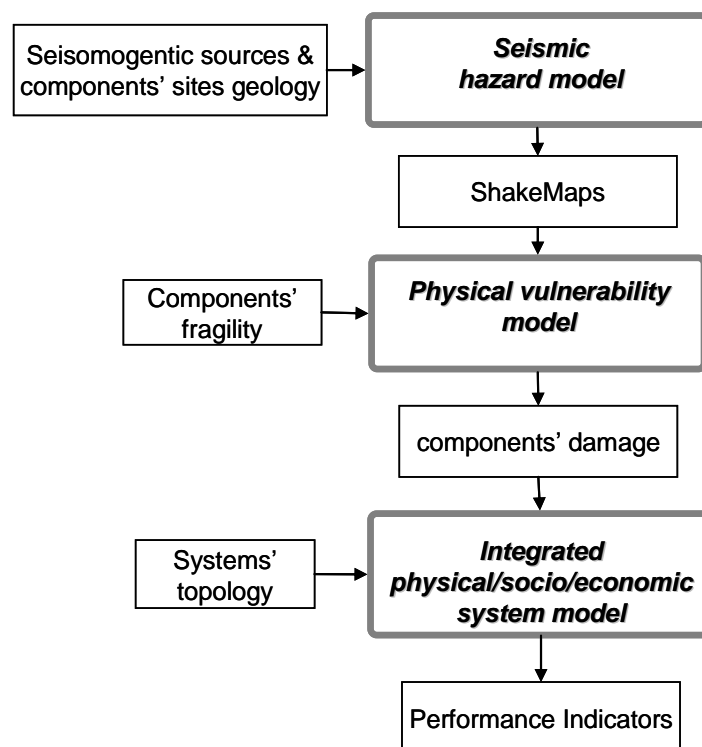 Seisomogentic sources &
components’ sites geology
Seismic
hazard model
ShakeMaps
Components’
fragility
Physical vulnerability
model
components’ damage
Systems’
topology
Integrated
physical/socio/economic
system model
Performance Indicators